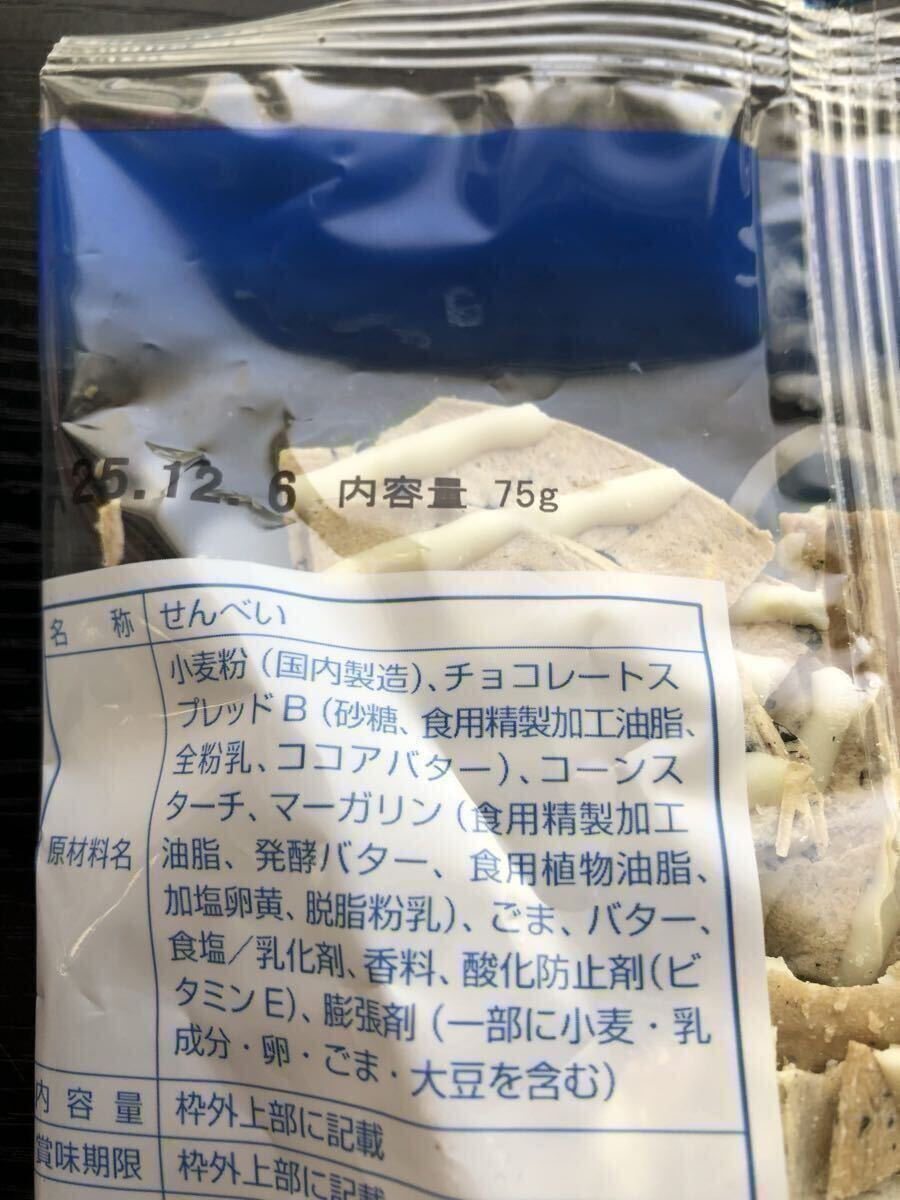 25.12. 6 内容量 75g
名 称 せんべい
原材料名
小麦粉（国内製造）、チョコレートス
プレッドB（砂糖、食用精製加工油脂、
全粉乳、ココアバター）、コーンス
ターチ、マーガリン（食用精製加工
油脂、発酵バター、食用植物油脂、
加塩卵黄、脱脂粉乳）、ごま、バター、
食塩／乳化剤、香料、酸化防止剤（ビ
タミンE）、膨張剤（一部に小麦・乳
成分・卵・ごま・大豆を含む）
内 容 量 枠外上部に記載
賞味期限 枠外上部に記載